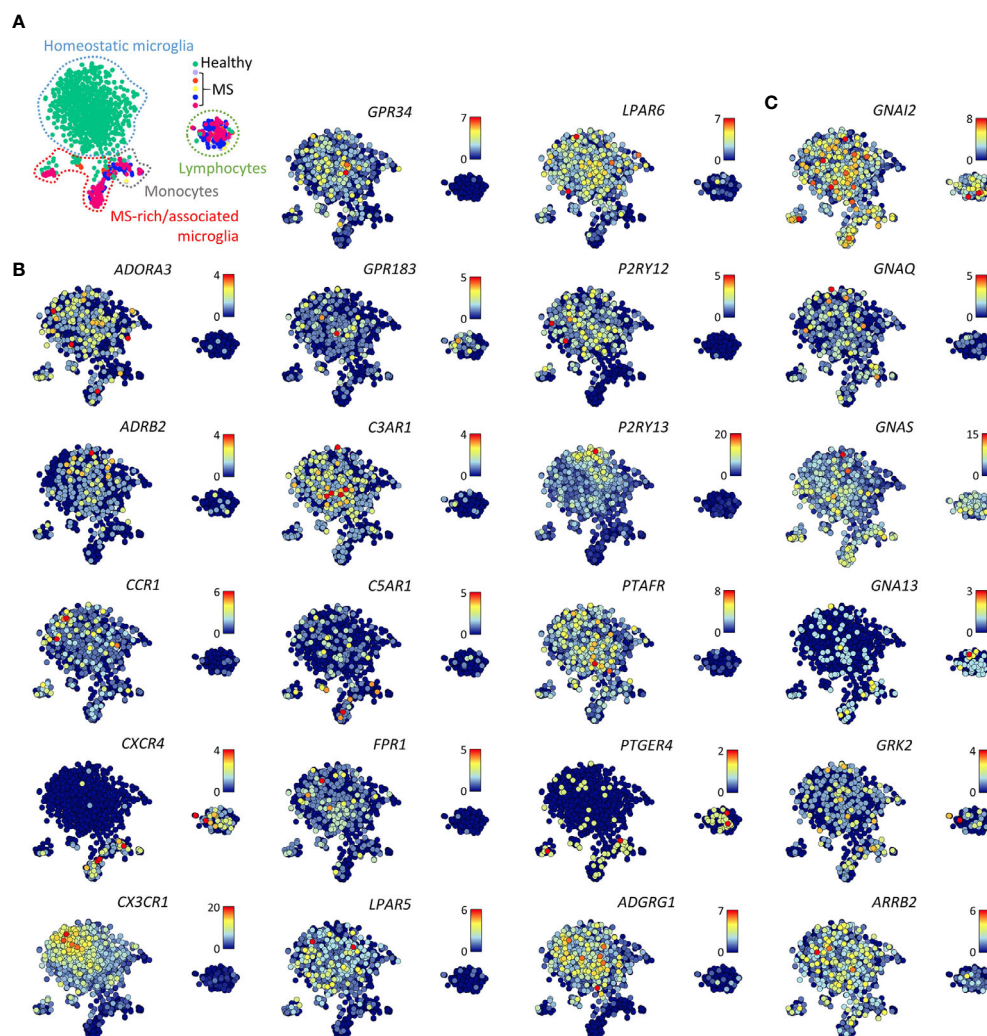 A
Homeostatic microglia
Healthy
MS
Lymphocytes
Monocytes
MS-rich/associated
microglia
GPR34
7
0
LPAR6
7
0
C
GNAI2
8
0
B
ADORA3
4
0
GPR183
5
0
P2RY12
5
0
GNAQ
5
0
ADRB2
4
0
C3AR1
4
0
P2RY13
20
0
GNAS
15
0
CCR1
6
0
C5AR1
5
0
PTAFR
8
0
GNA13
3
0
CXCR4
4
0
FPR1
5
0
PTGER4
2
0
GRK2
4
0
CX3CR1
20
0
LPAR5
6
0
ADGRG1
7
0
ARRB2
6
0